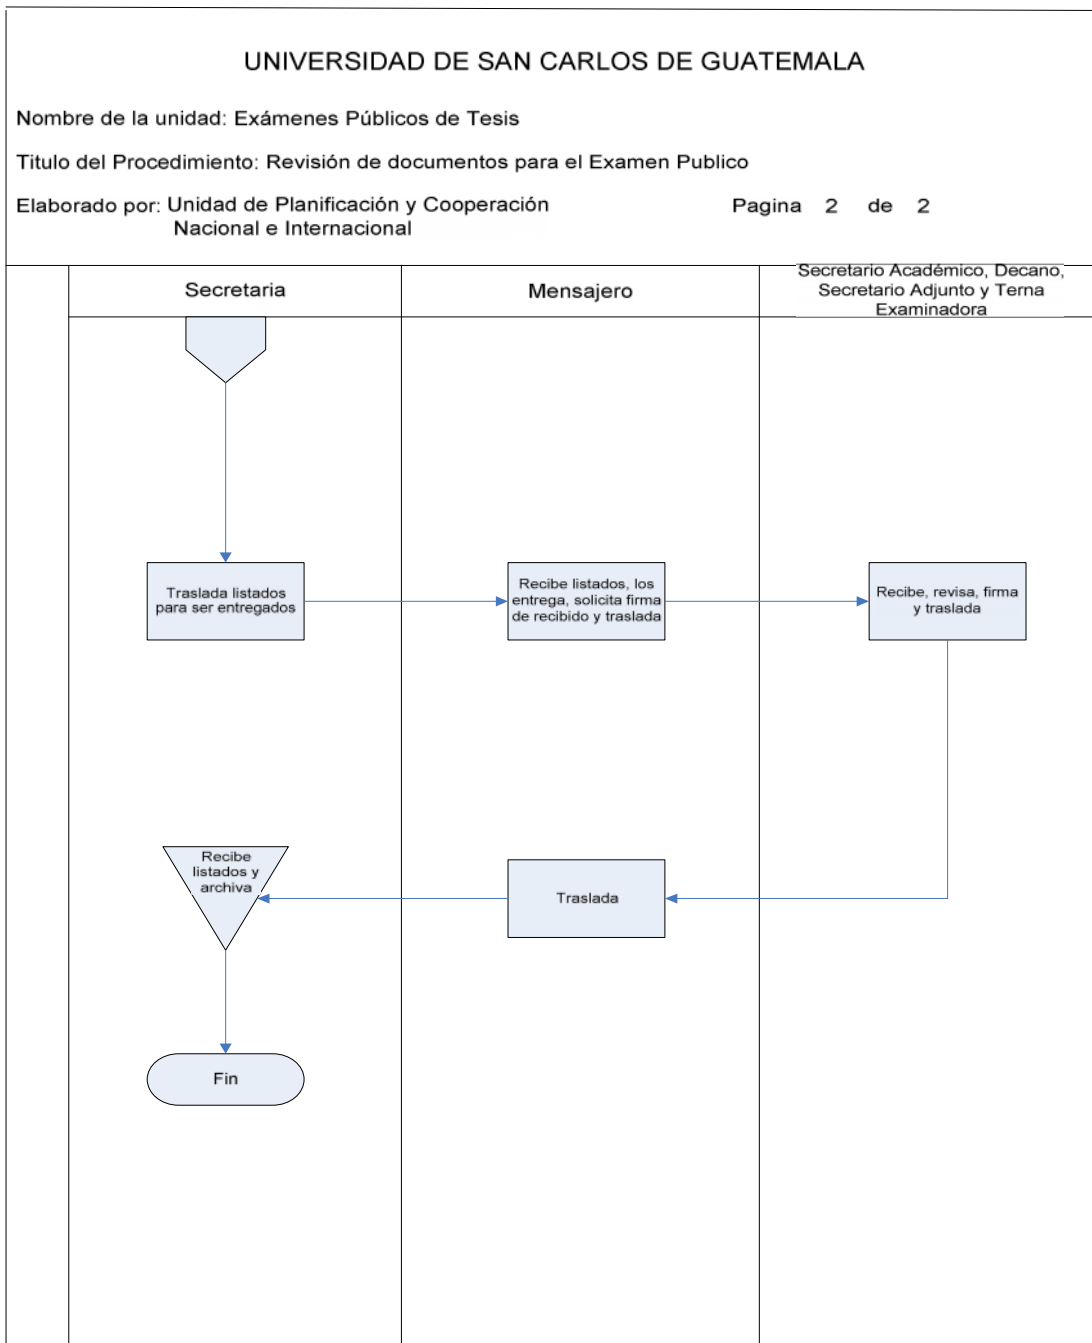 UNIVERSIDAD DE SAN CARLOS DE GUATEMALA
Nombre de la unidad: Exámenes Públicos de Tesis
Titulo del Procedimiento: Revisión de documentos para el Examen Publico
Elaborado por: Unidad de Planificación y Cooperación
Nacional e Internacional
Pagina 2 de 2
Secretaria
Mensajero
Secretario Académico, Decano,
Secretario Adjunto y Terna
Examinadora
Traslada listados
para ser entregados
Recibe listados, los
entrega, solicita firma
de recibido y traslada
Recibe, revisa, firma
y traslada
Recibe
listados y
archiva
Traslada
Fin